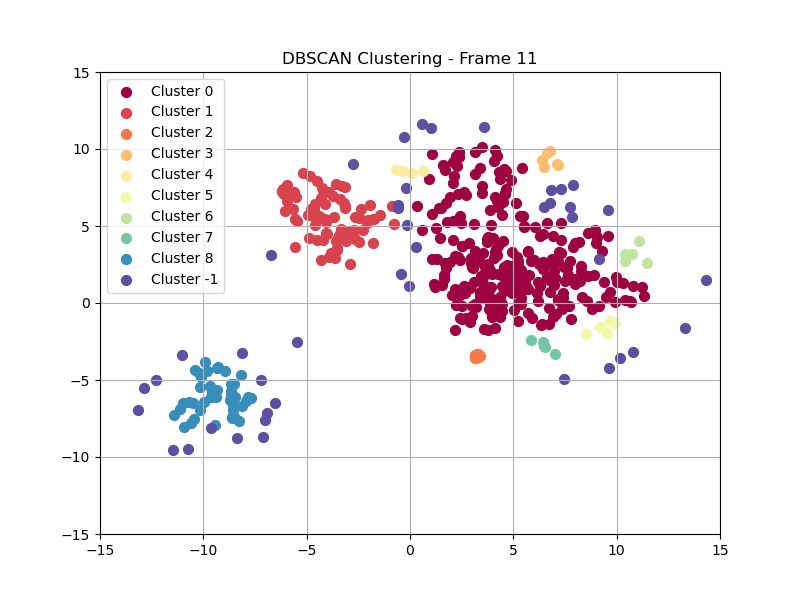 DBSCAN Clustering - Frame 11
Cluster 0
Cluster 1
Cluster 2
Cluster 3
Cluster 4
Cluster 5
Cluster 6
Cluster 7
Cluster 8
Cluster -1
15
10
5
0
−5
−10
−15
−15 −10 −5 0 5 10 15